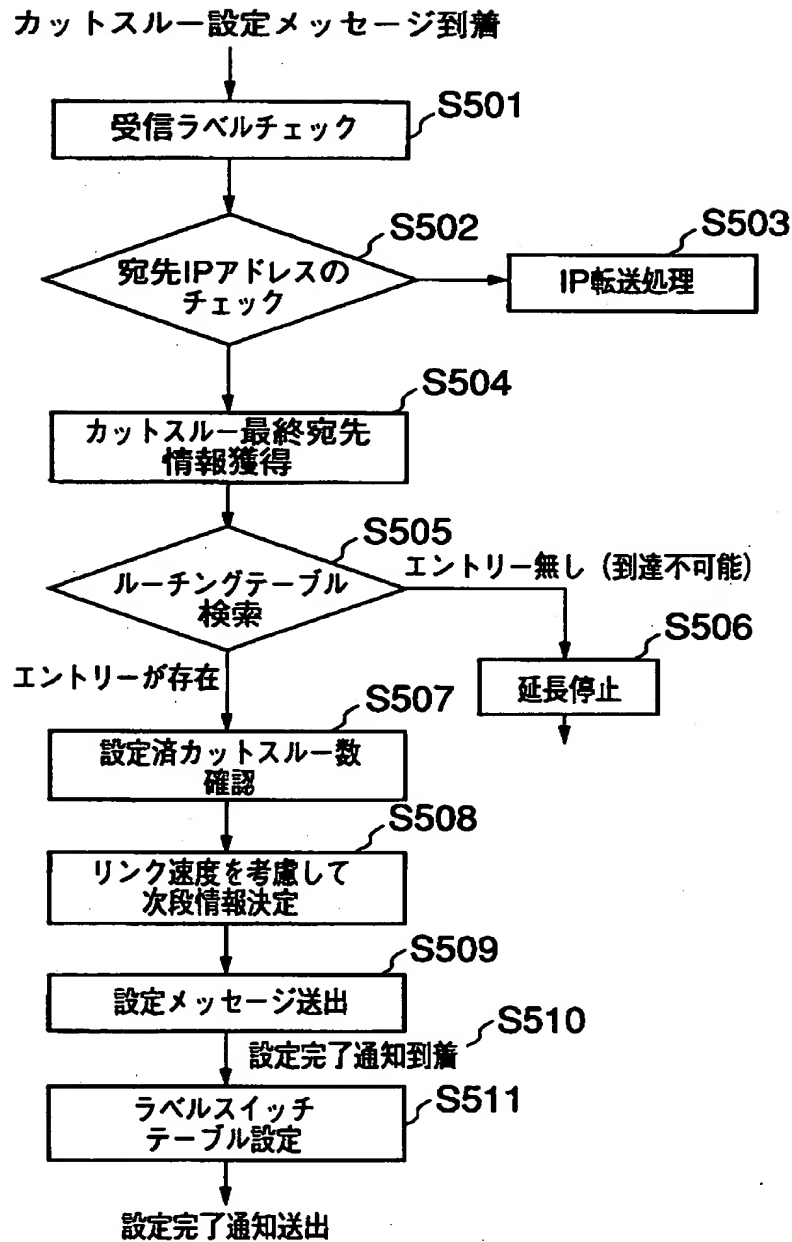 カットスルー設定メッセージ到着
S501
受信ラベルチェック
S502
宛先IPアドレスの
チェック
S503
IP転送処理
S504
カットスルー最終宛先
情報獲得
S505
ルーチングテーブル
検索
エントリー無し (到達不可能)
S506
延長停止
エントリーが存在
S507
設定済カットスルー数
確認
S508
リンク速度を考慮して
次段情報決定
S509
設定メッセージ送出
S510
設定完了通知到着
S511
ラベルスイッチ
テーブル設定
設定完了通知送出